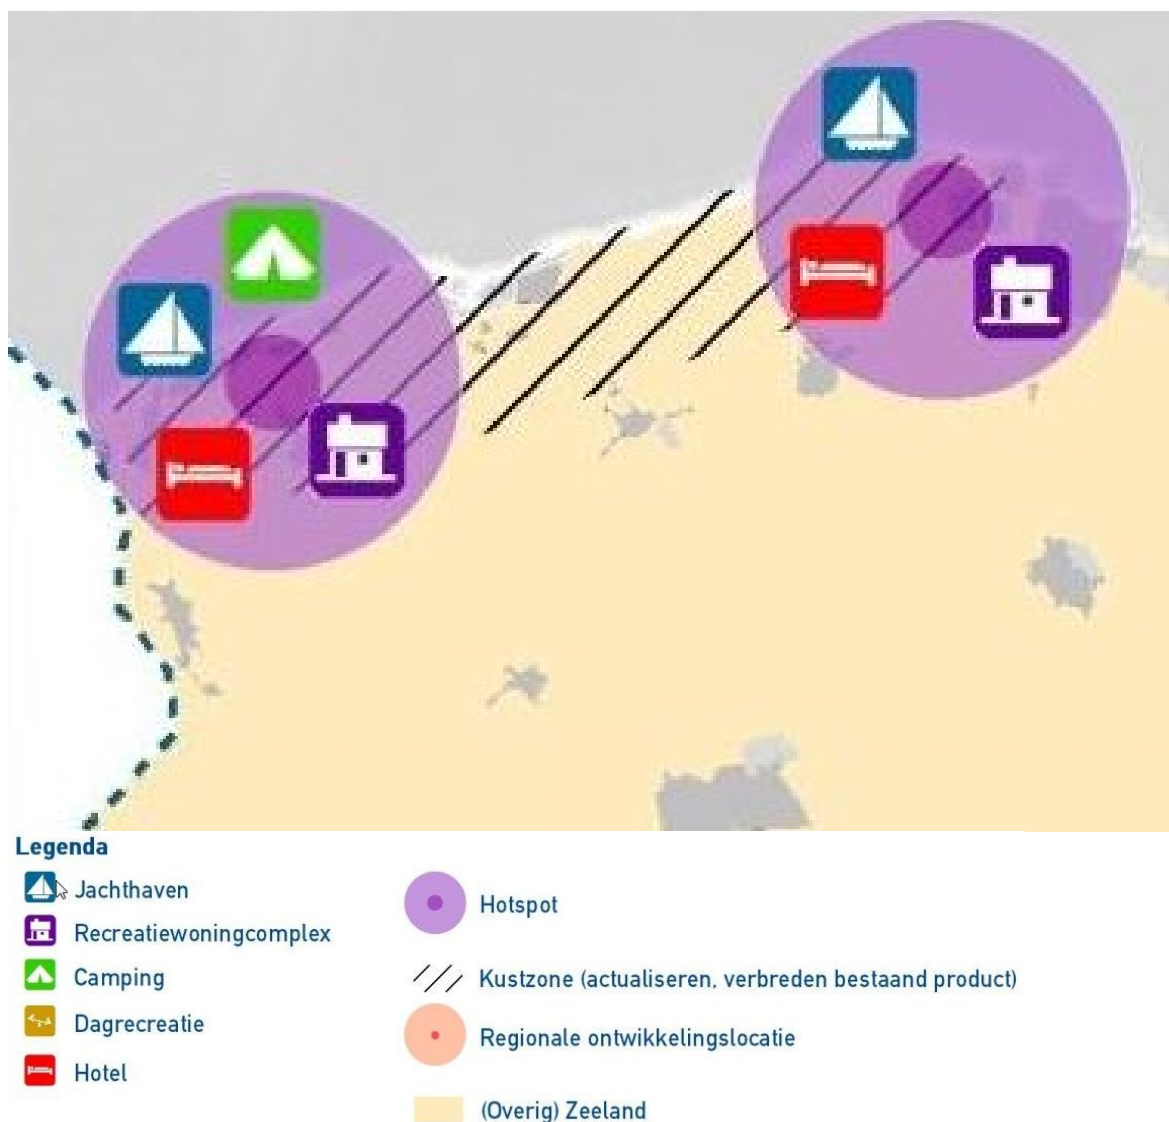 Legenda
Jachthaven
Recreatiewoningcomplex
Camping
Dagrecreatie
Hotel
Hotspot
Kustzone (actualiseren, verbreden bestaand product)
Regionale ontwikkelingslocatie
(Overig) Zeeland